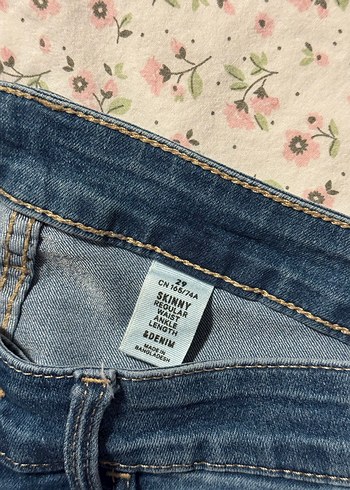 29
CN 165/74A
SKINNY
REGULAR
WAIST
ANKLE
LENGTH
&DENIM
MADE IN
BANGLADESH